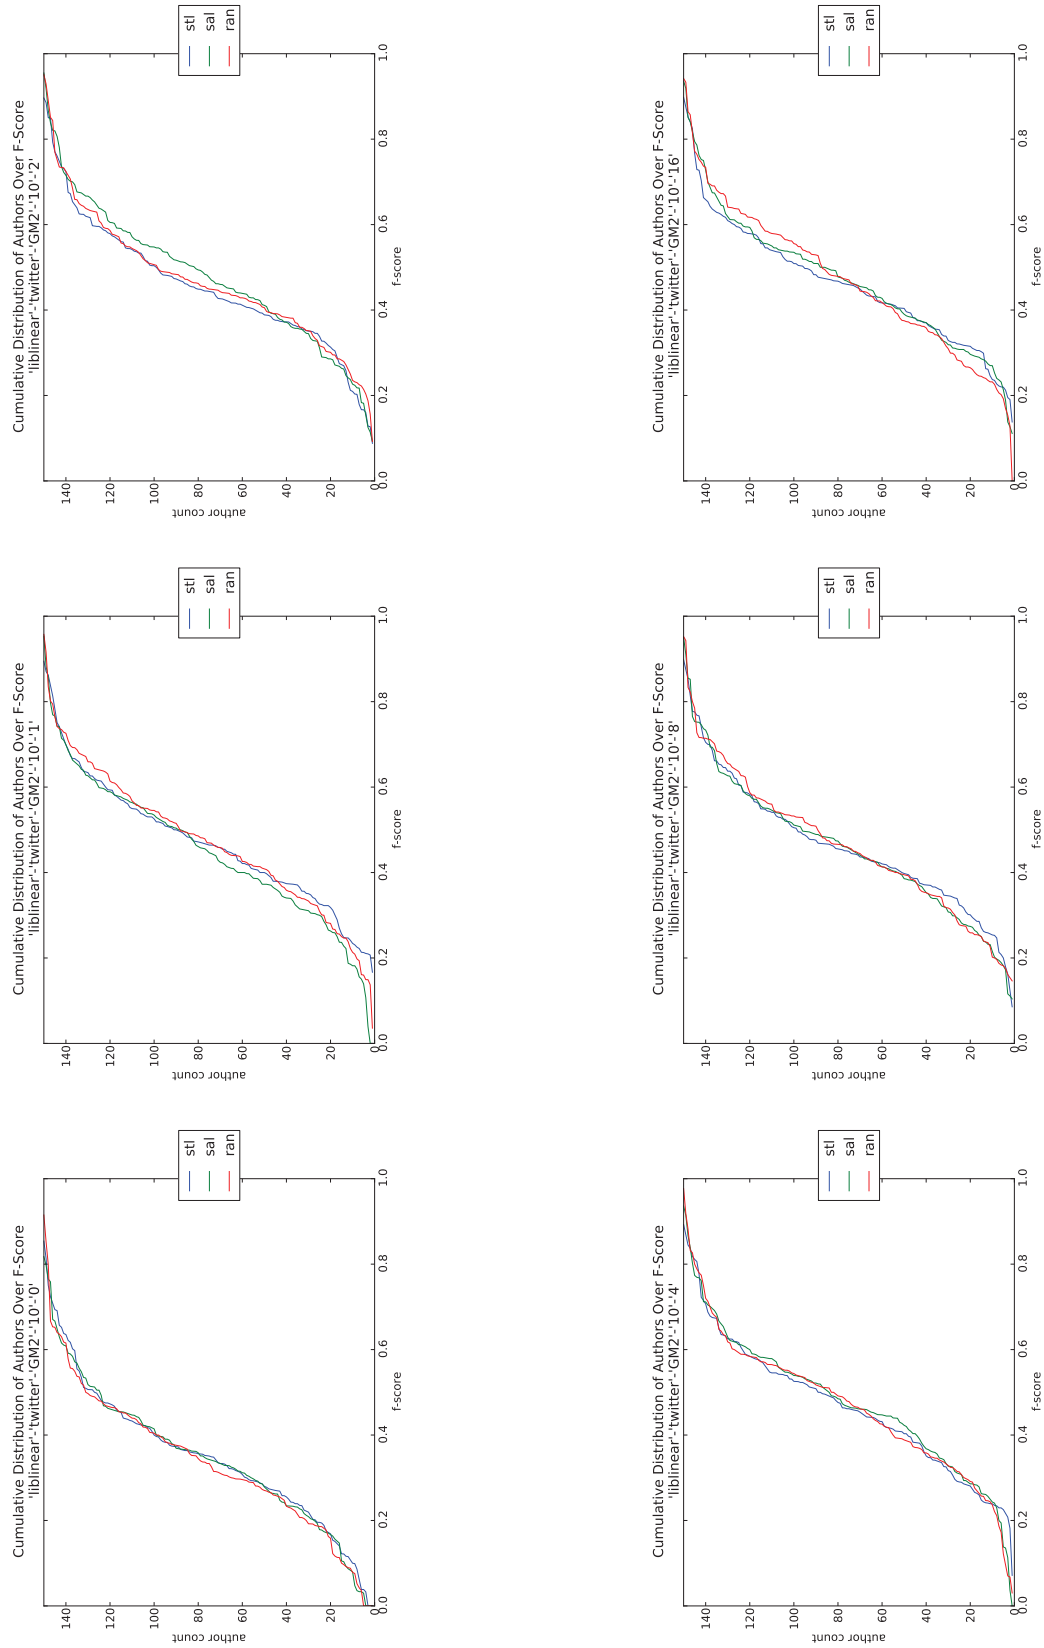 Cumulative Distribution of Authors Over F-Score
'liblinear'-'twitter'-'GM2'-'10'-'0'
140
120
100
80
60
40
20
0
author count
0.0 0.2 0.4 0.6 0.8 1.0
f-score
stl
sal
ran
Cumulative Distribution of Authors Over F-Score
'liblinear'-'twitter'-'GM2'-'10'-'1'
140
120
100
80
60
40
20
0
author count
0.0 0.2 0.4 0.6 0.8 1.0
f-score
stl
sal
ran
Cumulative Distribution of Authors Over F-Score
'liblinear'-'twitter'-'GM2'-'10'-'2'
140
120
100
80
60
40
20
0
author count
0.0 0.2 0.4 0.6 0.8 1.0
f-score
stl
sal
ran
Cumulative Distribution of Authors Over F-Score
'liblinear'-'twitter'-'GM2'-'10'-'4'
140
120
100
80
60
40
20
0
author count
0.0 0.2 0.4 0.6 0.8 1.0
f-score
stl
sal
ran
Cumulative Distribution of Authors Over F-Score
'liblinear'-'twitter'-'GM2'-'10'-'8'
140
120
100
80
60
40
20
0
author count
0.0 0.2 0.4 0.6 0.8 1.0
f-score
stl
sal
ran
Cumulative Distribution of Authors Over F-Score
'liblinear'-'twitter'-'GM2'-'10'-'16'
140
120
100
80
60
40
20
0
author count
0.0 0.2 0.4 0.6 0.8 1.0
f-score
stl
sal
ran